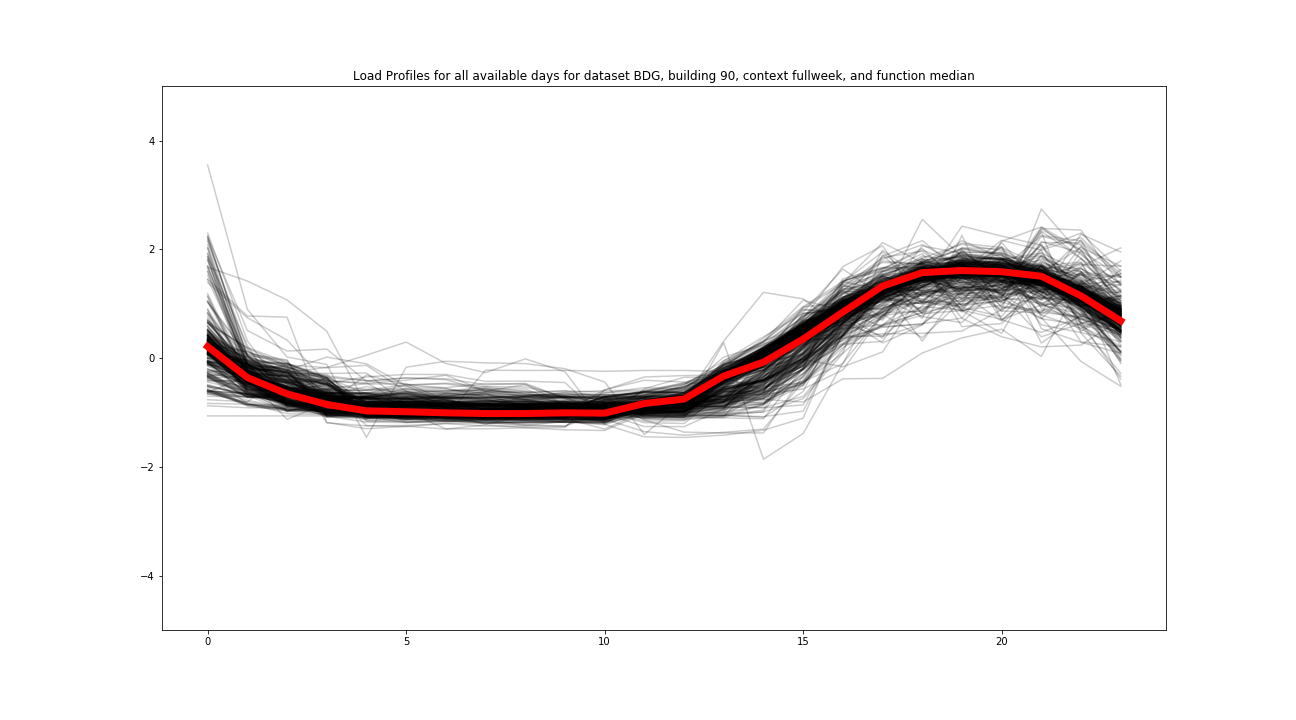 Load Profiles for all available days for dataset BDG, building 90, context fullweek, and function median
4
2
0
−2
−4
0 5 10 15 20